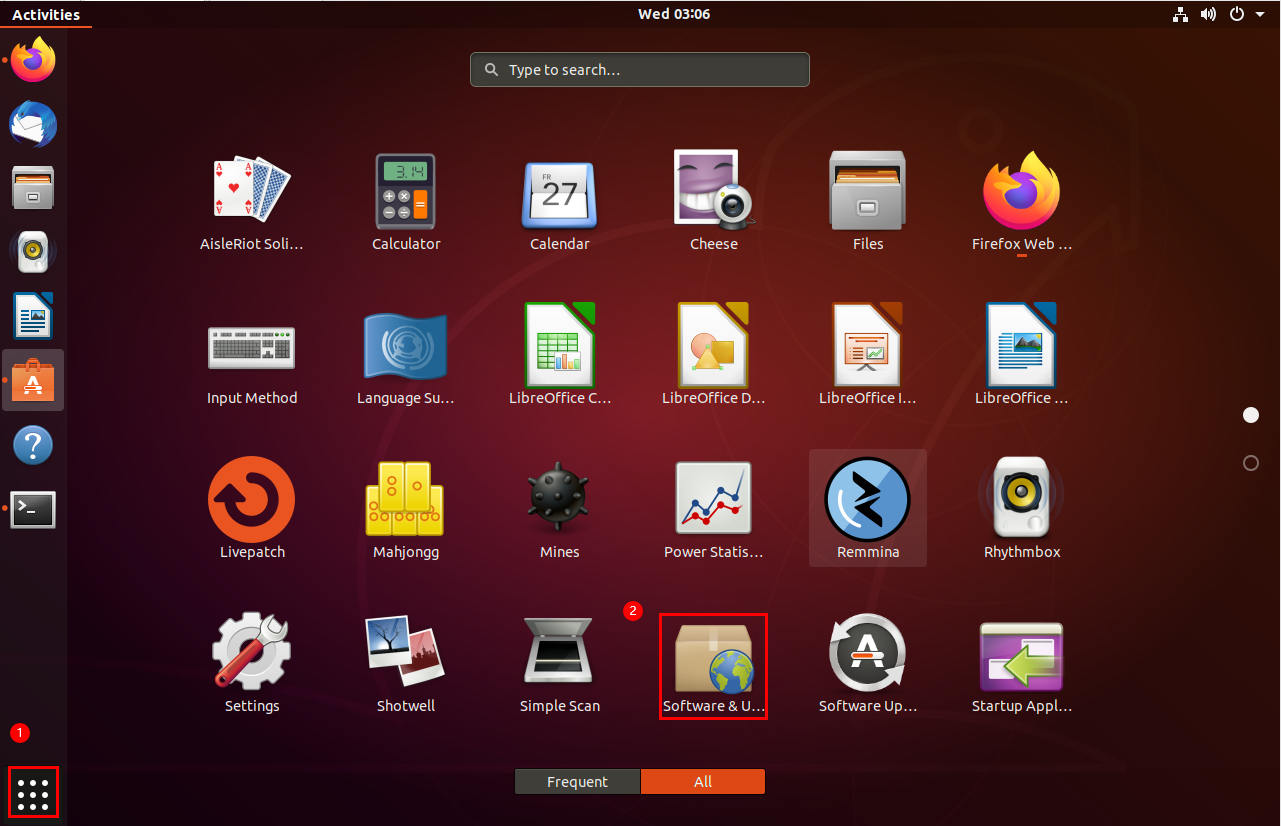 Activities
Wed 03:06
Type to search...
3.14
FR
27
AisleRiot Soli...
Calculator
Calendar
Cheese
Files
Firefox Web ...
Input Method
Language Su...
LibreOffice C...
LibreOffice D...
LibreOffice I...
LibreOffice ...
Livepatch
Mahjongg
Mines
Power Statis...
Remmina
Rhythmbox
2
Settings
Shotwell
Simple Scan
Software & U...
Software Up...
Startup Appl...
1
Frequent
All